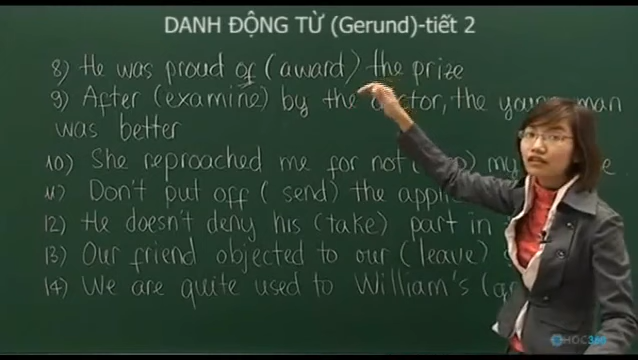 DANH ĐỘNG TỪ (Gerund)-tiết 2
8) He was proud of (award) the prize
9) After (examine) by the doctor, the young man
was better
10) She reproached me for not my
11) Don't put off (send) the
12) He doesn't deny his (take) part in
13) Our friend objected to our (leave)
14) We are quite used to William's
HOC360